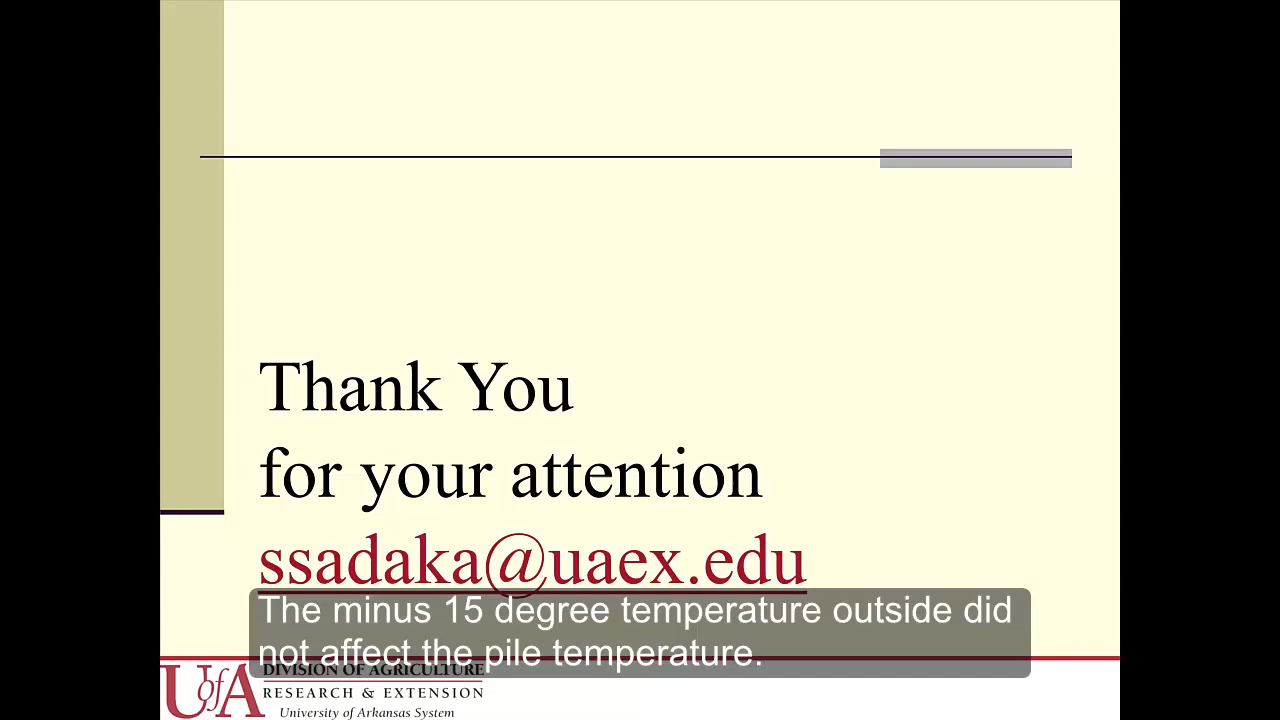 Thank You
for your attention
ssadaka@uaex.edu
The minus 15 degree temperature outside did
not affect the pile temperature.
UofA
DIVISION OF AGRICULTURE
RESEARCH & EXTENSION
University of Arkansas System